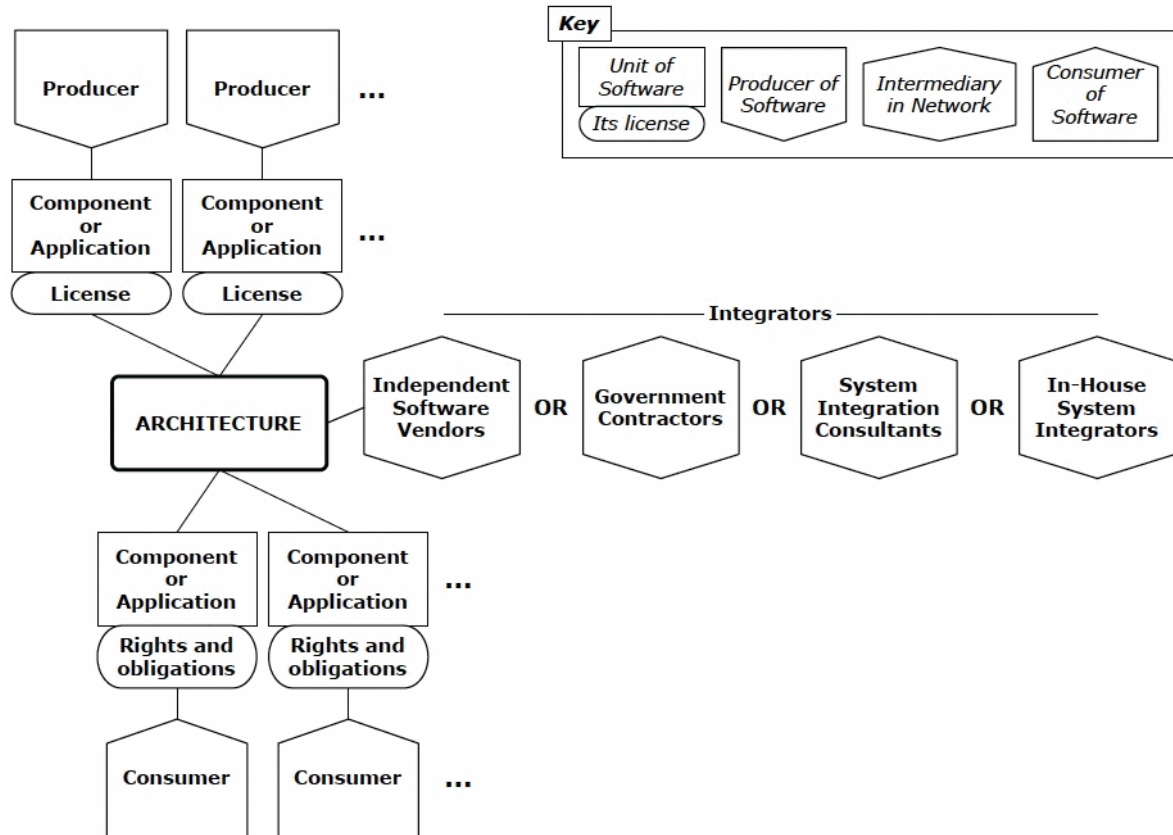 Key
Unit of
Software
Its license
Producer of
Software
Intermediary
in Network
Consumer
of
Software
Producer
Producer
...
Component
or
Application
License
Component
or
Application
License
...
Integrators
ARCHITECTURE
Independent
Software
Vendors
OR
Government
Contractors
OR
System
Integration
Consultants
OR
In-House
System
Integrators
Component
or
Application
Rights and
obligations
Component
or
Application
Rights and
obligations
...
Consumer
Consumer
...